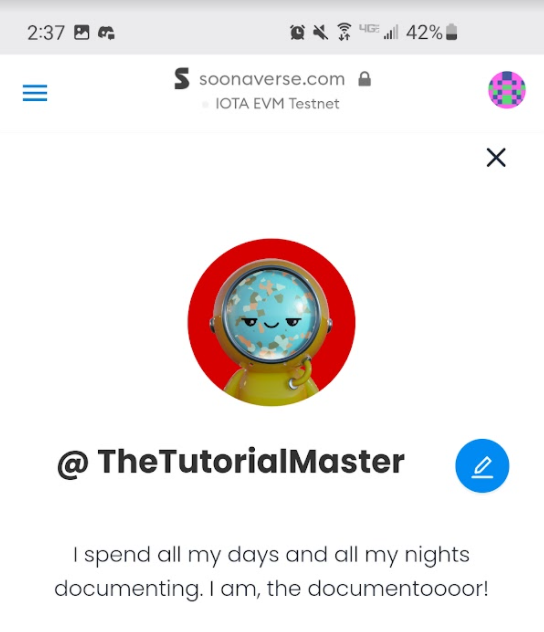 2:37 4GE 42%
soonaverse.com
IOTA EVM Testnet
@ TheTutorialMaster
I spend all my days and all my nights
documenting. I am, the documentoooor!